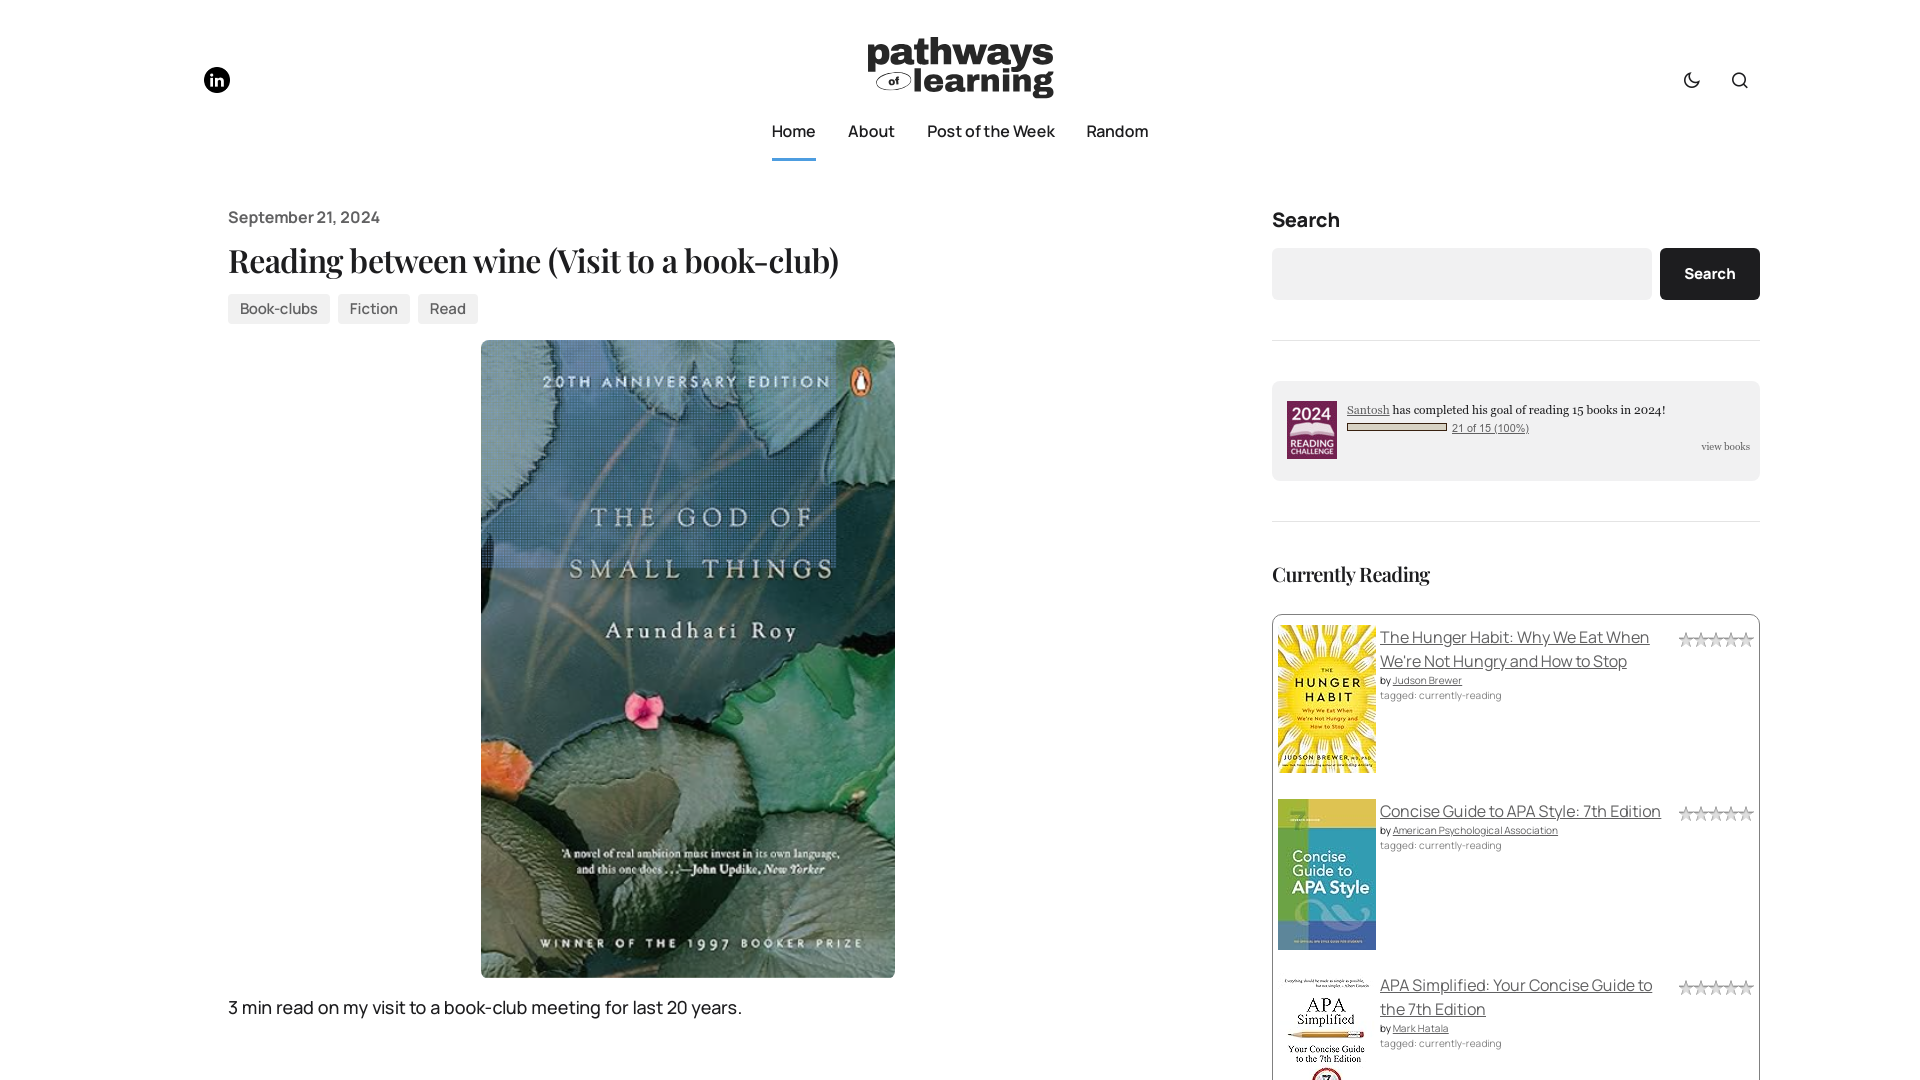 pathways
of learning
Home About Post of the Week Random
September 21, 2024
Reading between wine (Visit to a book-club)
Book-clubs Fiction Read
20TH ANNIVERSARY EDITION
THE GOD OF
SMALL THINGS
Arundhati Roy
'A novel of real ambition must invest in its own language,
and this one does . . .'—John Updike, New Yorker
WINNER OF THE 1997 BOOKER PRIZE
3 min read on my visit to a book-club meeting for last 20 years.
Search
Search
2024
READING
CHALLENGE
Santosh has completed his goal of reading 15 books in 2024!
21 of 15 (100%)
view books
Currently Reading
THE
HUNGER
HABIT
Why We Eat When
We're Not Hungry and
How to Stop
JUDSON BREWER, MD, PhD
The Hunger Habit: Why We Eat When
We're Not Hungry and How to Stop
by Judson Brewer
tagged: currently-reading
7
Concise
Guide to
APA Style
Concise Guide to APA Style: 7th Edition
by American Psychological Association
tagged: currently-reading
APA
Simplified
Your Concise Guide
to the 7th Edition
APA Simplified: Your Concise Guide to
the 7th Edition
by Mark Hatala
tagged: currently-reading